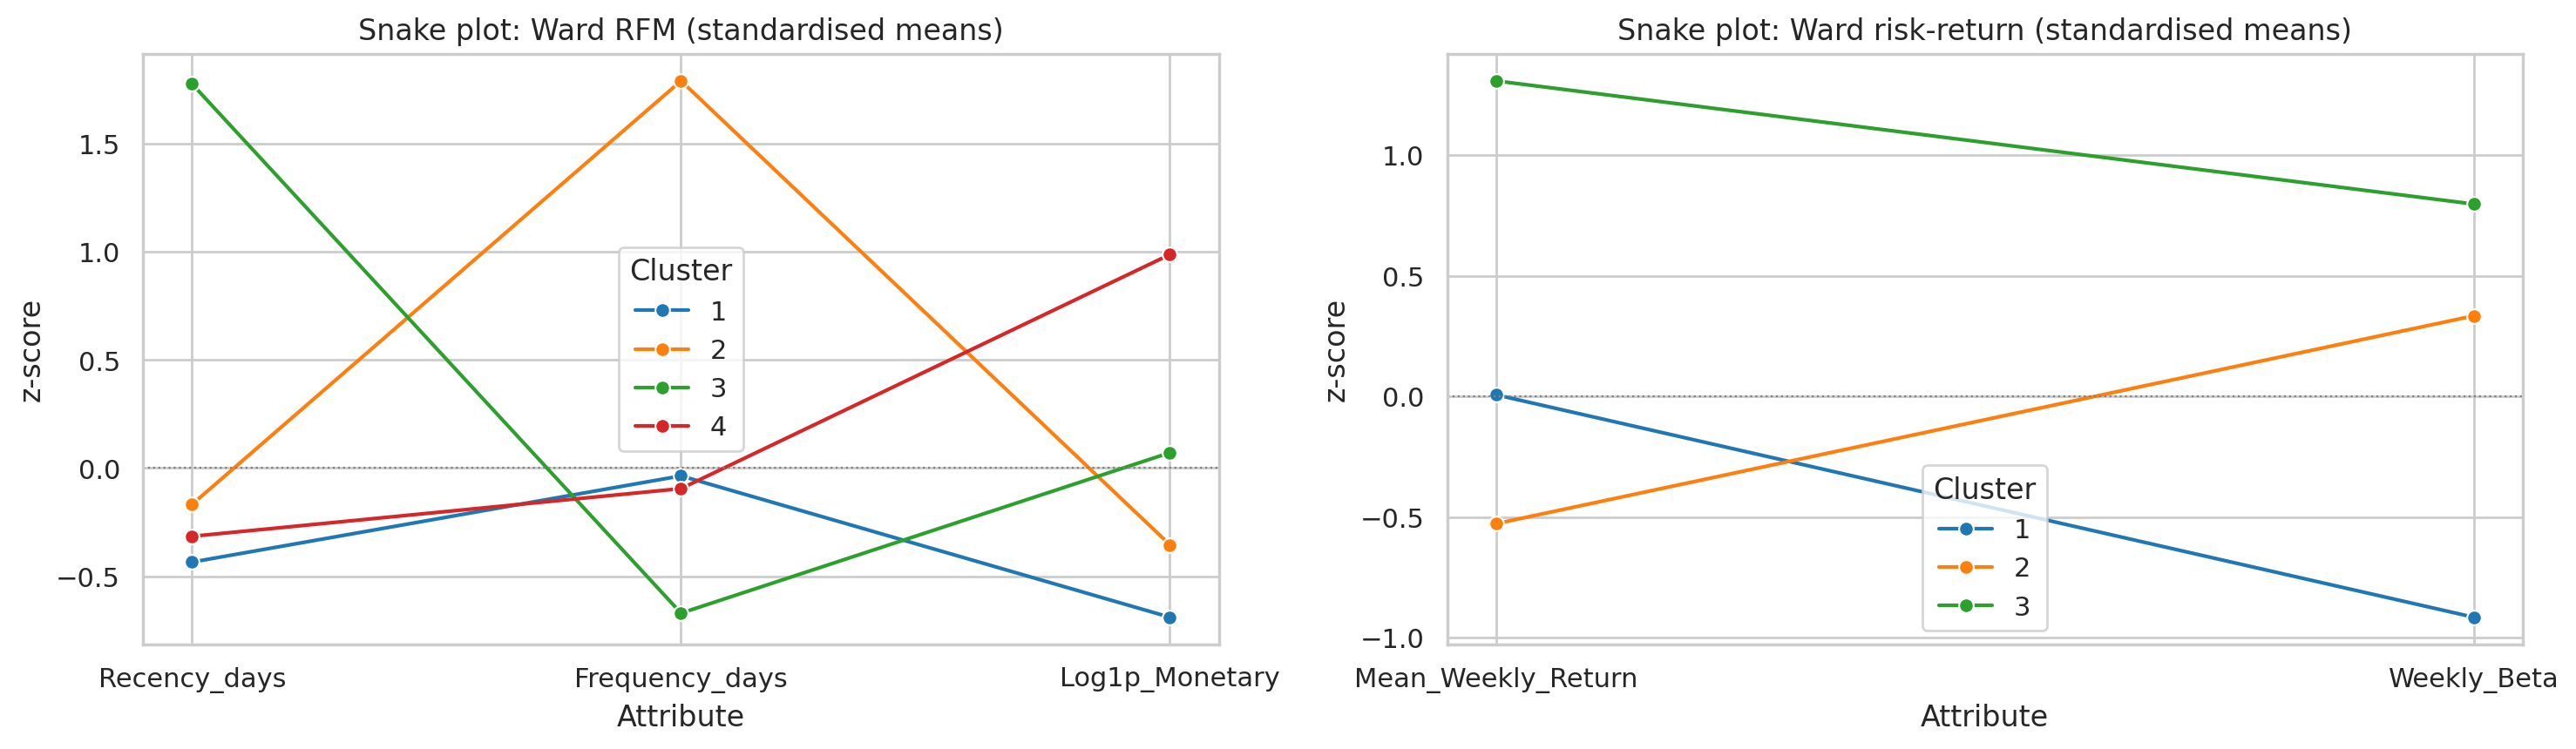 Snake plot: Ward RFM (standardised means)
z-score
1.5
1.0
0.5
0.0
−0.5
Cluster
1
2
3
4
Recency_days
Frequency_days
Log1p_Monetary
Attribute
Snake plot: Ward risk-return (standardised means)
z-score
1.0
0.5
0.0
−0.5
−1.0
Cluster
1
2
3
Mean_Weekly_Return
Weekly_Beta
Attribute